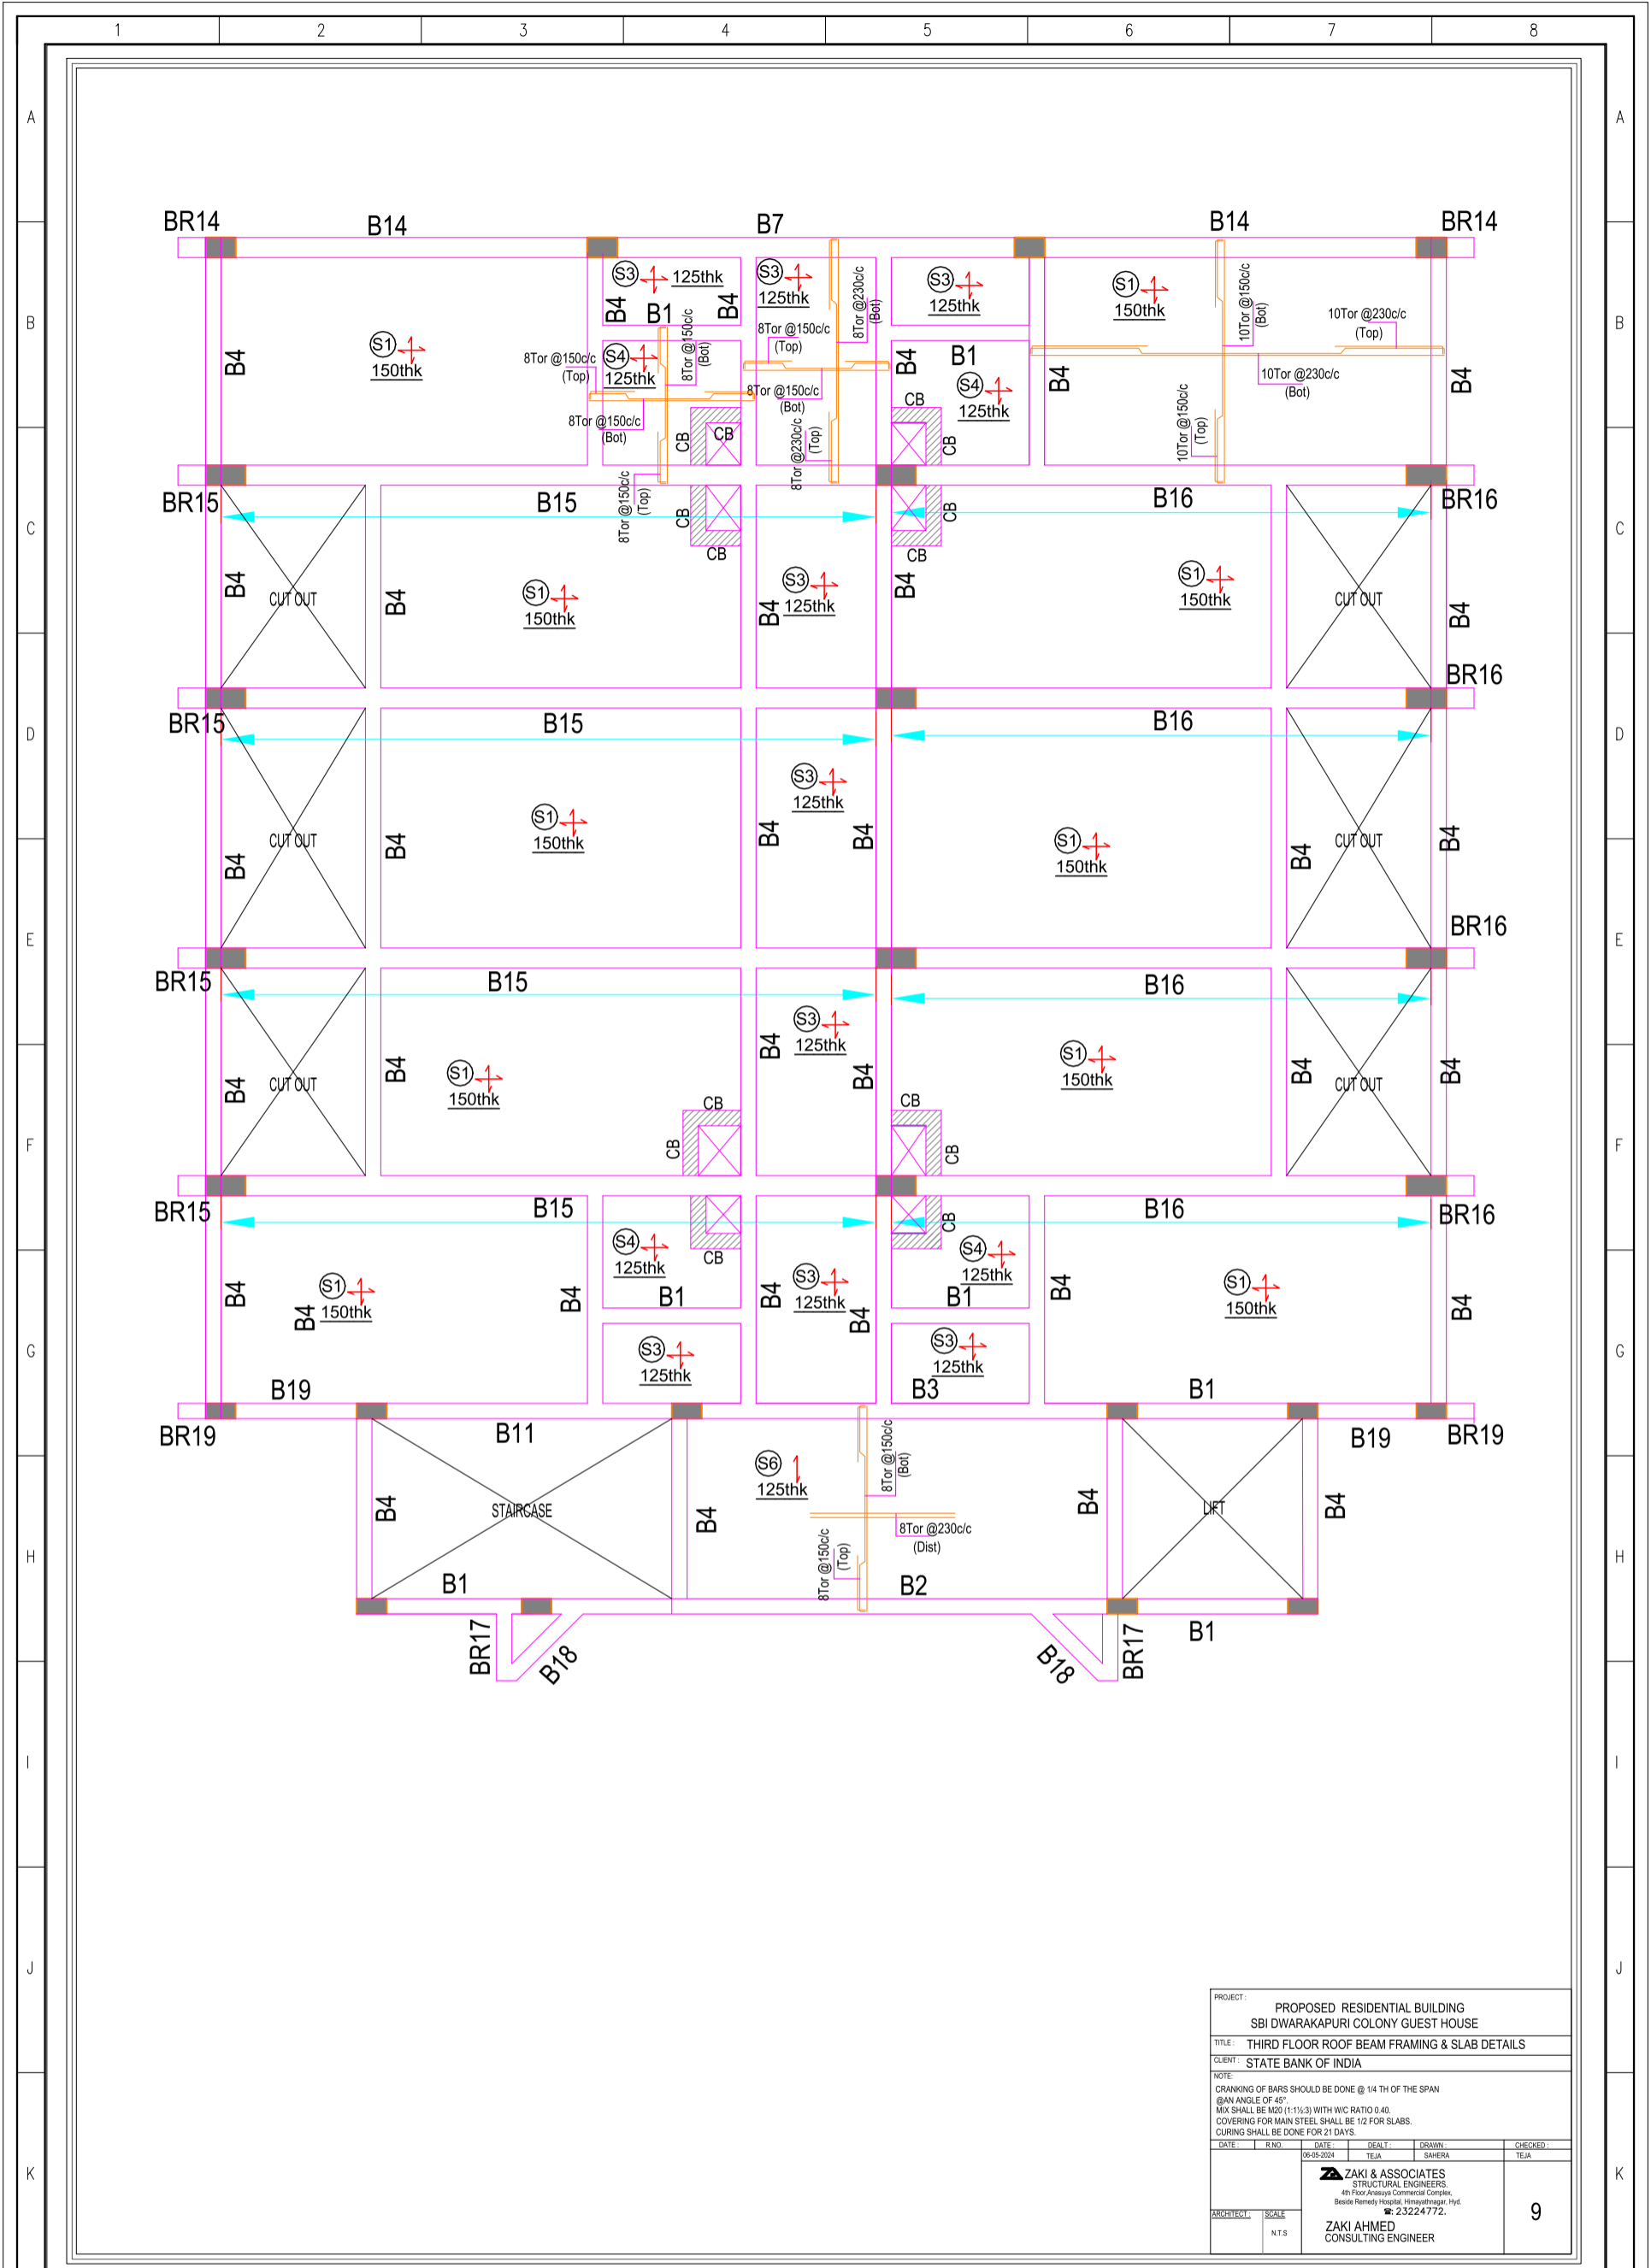 1 2 3 4 5 6 7 8
A A
BR14 B14 B7 B14 BR14
B B
S3 125thk
S3
125thk
S3
125thk
S1
150thk
B4 B1 B4
8Tor @230c/c
(Bot)
10Tor @150c/c
(Bot)
10Tor @230c/c
(Top)
8Tor @150c/c
(Top)
B4
S1
150thk
8Tor @150c/c
(Top)
S4
125thk
8Tor @150c/c
(Bot)
B4 B1
S4
125thk
B4
10Tor @230c/c
(Bot)
B4
8Tor @150c/c
(Bot)
8Tor @150c/c
(Bot)
CB
CB CB CB
8Tor @230c/c
(Top)
10Tor @150c/c
(Top)
8Tor @150c/c
(Top)
BR15 B15 B16 BR16
C C
CB CB
CB CB
B4 CUT OUT B4
S1
150thk
B4
S3
125thk
B4
S1
150thk
CUT OUT B4
BR16
BR15 B15 B16
D D
S3
125thk
S1
150thk
S1
150thk
B4 CUT OUT B4 B4 B4 B4 CUT OUT B4
BR16
E E
BR15 B15 B16
S3
125thk
S1
150thk
S1
150thk
B4 CUT OUT B4 B4 B4 B4 CUT OUT B4
CB CB
CB CB
F F
BR15 B15 B16 BR16
CB
S4
125thk
CB
S4
125thk
B4
S1
150thk
B4
B4 B1 B4
S3
125thk
B4 B1 B4
S1
150thk
B4
G G
S3
125thk
S3
125thk
B19 B3 B1
BR19 B11 B19 BR19
S6
125thk
8Tor @150c/c
(Bot)
B4 STAIRCASE B4 B4 LIFT B4
8Tor @230c/c
(Dist)
H H
8Tor @150c/c
(Top)
B1 B2
B1
BR17 B18 B18 BR17
I I
J J
PROJECT :
PROPOSED RESIDENTIAL BUILDING
SBI DWARAKAPURI COLONY GUEST HOUSE
TITLE : THIRD FLOOR ROOF BEAM FRAMING & SLAB DETAILS
CLIENT : STATE BANK OF INDIA
NOTE:
CRANKING OF BARS SHOULD BE DONE @ 1/4 TH OF THE SPAN
@AN ANGLE OF 45°.
MIX SHALL BE M20 (1:1½:3) WITH W/C RATIO 0.40.
COVERING FOR MAIN STEEL SHALL BE 1/2 FOR SLABS.
CURING SHALL BE DONE FOR 21 DAYS.
DATE : R.NO. DATE : DEALT : DRAWN : CHECKED :
06-05-2024 TEJA SAHERA TEJA
K K
ZA ZAKI & ASSOCIATES
STRUCTURAL ENGINEERS.
4th Floor,Anasuya Commercial Complex,
Beside Remedy Hospital, Himayathnagar, Hyd.
☎: 23224772.
ARCHITECT : SCALE
N.T.S
ZAKI AHMED
CONSULTING ENGINEER
9